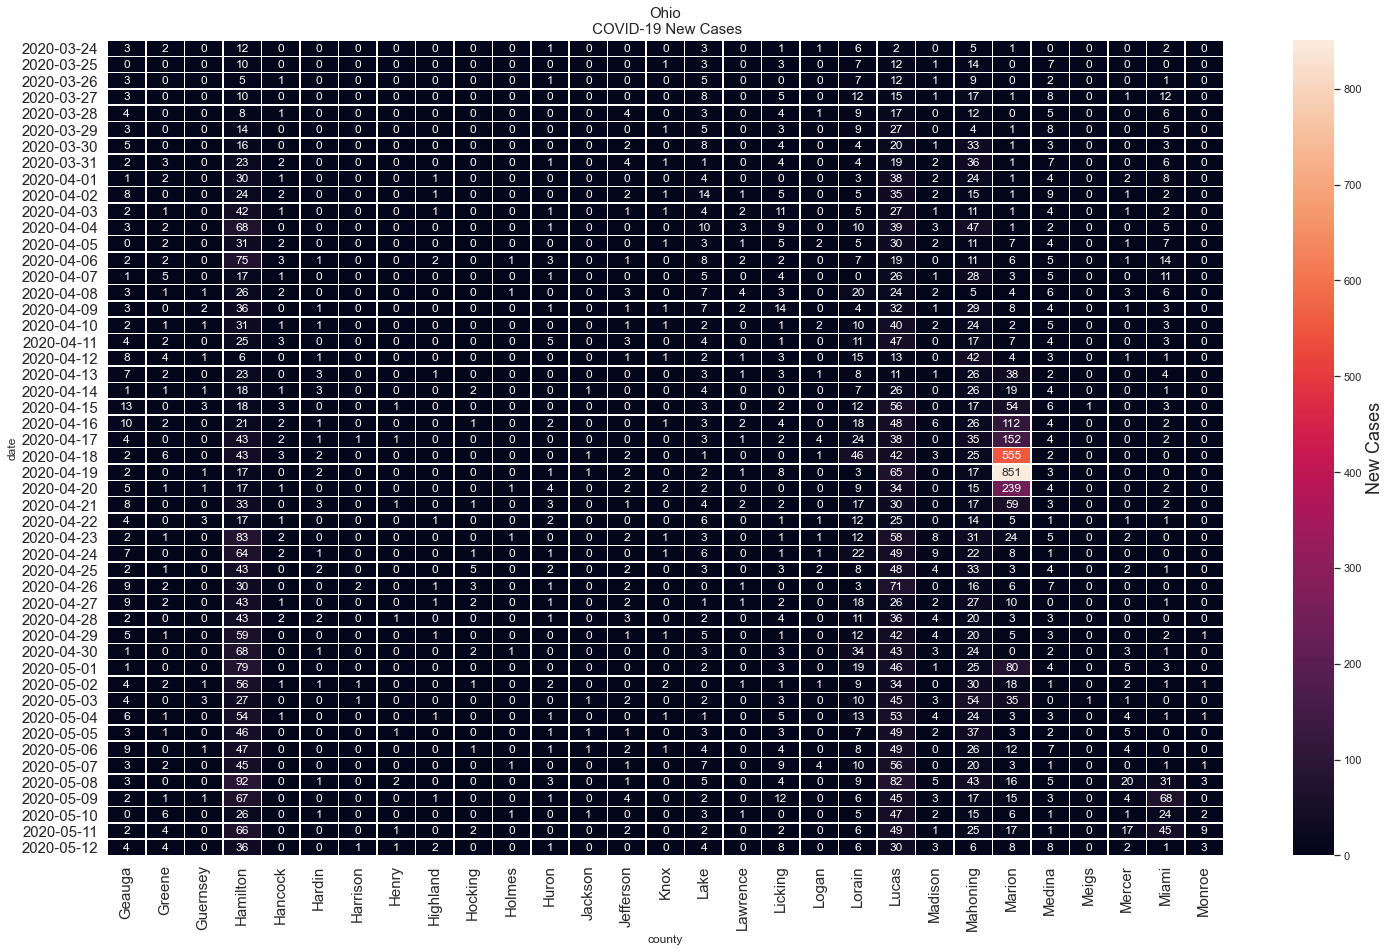 Ohio
COVID-19 New Cases
2020-03-24 3 2 0 12 0 0 0 0 0 0 0 1 0 0 0 3 0 1 1 6 2 0 5 1 0 0 0 2 0
2020-03-25 0 0 0 10 0 0 0 0 0 0 0 0 0 0 1 3 0 3 0 7 12 1 14 0 7 0 0 0 0
2020-03-26 3 0 0 5 1 0 0 0 0 0 0 1 0 0 0 5 0 0 0 7 12 1 9 0 2 0 0 1 0
2020-03-27 3 0 0 10 0 0 0 0 0 0 0 0 0 0 0 8 0 5 0 12 15 1 17 1 8 0 1 12 0
2020-03-28 4 0 0 8 1 0 0 0 0 0 0 0 0 4 0 3 0 4 1 9 17 0 12 0 5 0 0 6 0
2020-03-29 3 0 0 14 0 0 0 0 0 0 0 0 0 0 1 5 0 3 0 9 27 0 4 1 8 0 0 5 0
2020-03-30 5 0 0 16 0 0 0 0 0 0 0 0 0 2 0 8 0 4 0 4 20 1 33 1 3 0 0 3 0
2020-03-31 2 3 0 23 2 0 0 0 0 0 0 1 0 4 1 1 0 4 0 4 19 2 36 1 7 0 0 6 0
2020-04-01 1 2 0 30 1 0 0 0 1 0 0 0 0 0 0 4 0 0 0 3 38 2 24 1 4 0 2 8 0
2020-04-02 8 0 0 24 2 0 0 0 1 0 0 0 0 2 1 14 1 5 0 5 35 2 15 1 9 0 1 2 0
2020-04-03 2 1 0 42 1 0 0 0 1 0 0 1 0 1 1 4 2 11 0 5 27 1 11 1 4 0 1 2 0
2020-04-04 3 2 0 68 0 0 0 0 0 0 0 1 0 0 0 10 3 9 0 10 39 3 47 1 2 0 0 5 0
2020-04-05 0 2 0 31 2 0 0 0 0 0 0 0 0 0 1 3 1 5 2 5 30 2 11 7 4 0 1 7 0
2020-04-06 2 2 0 75 3 1 0 0 2 0 1 3 0 1 0 8 2 2 0 7 19 0 11 6 5 0 1 14 0
2020-04-07 1 5 0 17 1 0 0 0 0 0 0 1 0 0 0 5 0 4 0 0 26 1 28 3 5 0 0 11 0
2020-04-08 3 1 1 26 2 0 0 0 0 0 1 0 0 3 0 7 4 3 0 20 24 2 5 4 6 0 3 6 0
2020-04-09 3 0 2 36 0 1 0 0 0 0 0 1 0 1 1 7 2 14 0 4 32 1 29 8 4 0 1 3 0
2020-04-10 2 1 1 31 1 1 0 0 0 0 0 0 0 1 1 2 0 1 2 10 40 2 24 2 5 0 0 3 0
2020-04-11 4 2 0 25 3 0 0 0 0 0 0 5 0 3 0 4 0 1 0 11 47 0 17 7 4 0 0 3 0
2020-04-12 8 4 1 6 0 1 0 0 0 0 0 0 0 1 1 2 1 3 0 15 13 0 42 4 3 0 1 1 0
2020-04-13 7 2 0 23 0 3 0 0 1 0 0 0 0 0 0 3 1 3 1 8 11 1 26 38 2 0 0 4 0
2020-04-14 1 1 1 18 1 3 0 0 0 2 0 0 1 0 0 4 0 0 0 7 26 0 26 19 4 0 0 1 0
2020-04-15 13 0 3 18 3 0 0 1 0 0 0 0 0 0 0 3 0 2 0 12 56 0 17 54 6 1 0 3 0
2020-04-16 10 2 0 21 2 1 0 0 0 1 0 2 0 0 1 3 2 4 0 18 48 6 26 112 4 0 0 2 0
2020-04-17 4 0 0 43 2 1 1 1 0 0 0 0 0 0 0 0 1 2 4 24 38 0 35 152 4 0 0 2 0
2020-04-18 2 6 0 43 3 2 0 0 0 0 0 0 1 2 0 1 0 0 0 46 42 3 25 555 2 0 0 0 0
2020-04-19 2 0 1 17 0 2 0 0 0 0 0 1 1 0 0 2 1 8 0 3 65 0 17 851 3 0 0 0 0
2020-04-20 5 1 1 17 1 0 0 0 0 0 1 4 0 2 2 2 0 0 0 9 34 0 15 239 4 0 0 2 0
2020-04-21 8 0 0 33 0 3 0 1 0 1 0 3 0 1 0 4 2 2 0 17 30 0 17 59 3 0 0 2 0
2020-04-22 4 0 3 17 1 0 0 0 1 0 0 2 0 0 0 6 0 1 1 12 25 0 14 5 1 0 1 1 0
2020-04-23 2 1 0 83 2 0 0 0 0 0 1 0 0 2 1 3 0 1 1 12 58 8 31 24 5 0 2 0 0
2020-04-24 7 0 0 64 2 1 0 0 0 1 0 1 0 0 1 6 0 1 1 22 49 9 22 8 1 0 0 0 0
2020-04-25 2 1 0 43 0 2 0 0 0 5 0 2 0 2 0 3 0 3 2 8 48 4 33 3 4 0 2 1 0
2020-04-26 9 2 0 30 0 0 2 0 1 3 0 1 0 2 0 0 1 0 0 3 71 0 16 6 7 0 0 0 0
2020-04-27 9 2 0 43 1 0 0 0 1 2 0 1 0 2 0 1 1 2 0 18 26 2 27 10 0 0 0 1 0
2020-04-28 2 0 0 43 2 2 0 1 0 0 0 1 0 3 0 2 0 4 0 11 36 4 20 3 3 0 0 0 0
2020-04-29 5 1 0 59 0 0 0 0 1 0 0 0 0 1 1 5 0 1 0 12 42 4 20 5 3 0 0 2 1
2020-04-30 1 0 0 68 0 1 0 0 0 2 1 0 0 0 0 3 0 3 0 34 43 3 24 0 2 0 3 1 0
2020-05-01 1 0 0 79 0 0 0 0 0 0 0 0 0 0 0 2 0 3 0 19 46 1 25 80 4 0 5 3 0
2020-05-02 4 2 1 56 1 1 1 0 0 1 0 2 0 0 2 0 1 1 1 9 34 0 30 18 1 0 2 1 1
2020-05-03 4 0 3 27 0 0 1 0 0 0 0 0 1 2 0 2 0 3 0 10 45 3 54 35 0 1 1 0 0
2020-05-04 6 1 0 54 1 0 0 0 1 0 0 1 0 0 1 1 0 5 0 13 53 4 24 3 3 0 4 1 1
2020-05-05 3 1 0 46 0 0 0 1 0 0 0 1 1 1 0 3 0 3 0 7 49 2 37 3 2 0 5 0 0
2020-05-06 9 0 1 47 0 0 0 0 0 1 0 1 1 2 1 4 0 4 0 8 49 0 26 12 7 0 4 0 0
2020-05-07 3 2 0 45 0 0 0 0 0 0 1 0 0 1 0 7 0 9 4 10 56 0 20 3 1 0 0 1 1
2020-05-08 3 0 0 92 0 1 0 2 0 0 0 3 0 1 0 5 0 4 0 9 82 5 43 16 5 0 20 31 3
2020-05-09 2 1 1 67 0 0 0 0 1 0 0 1 0 4 0 2 0 12 0 6 45 3 17 15 3 0 4 68 0
2020-05-10 0 6 0 26 0 1 0 0 0 0 1 0 1 0 0 3 1 0 0 5 47 2 15 6 1 0 1 24 2
2020-05-11 2 4 0 66 0 0 0 1 0 0 0 0 0 2 0 2 0 2 0 6 49 1 25 17 1 0 17 45 9
2020-05-12 4 4 0 36 0 0 1 1 2 0 0 1 0 0 0 4 0 8 0 6 30 3 6 8 8 0 2 1 3
Geauga Greene Guernsey Hamilton Hancock Hardin Harrison Henry Highland Hocking Holmes Huron Jackson Jefferson Knox Lake Lawrence Licking Logan Lorain Lucas Madison Mahoning Marion Medina Meigs Mercer Miami Monroe
county
date
800
700
600
500
400
300
200
100
0
New Cases